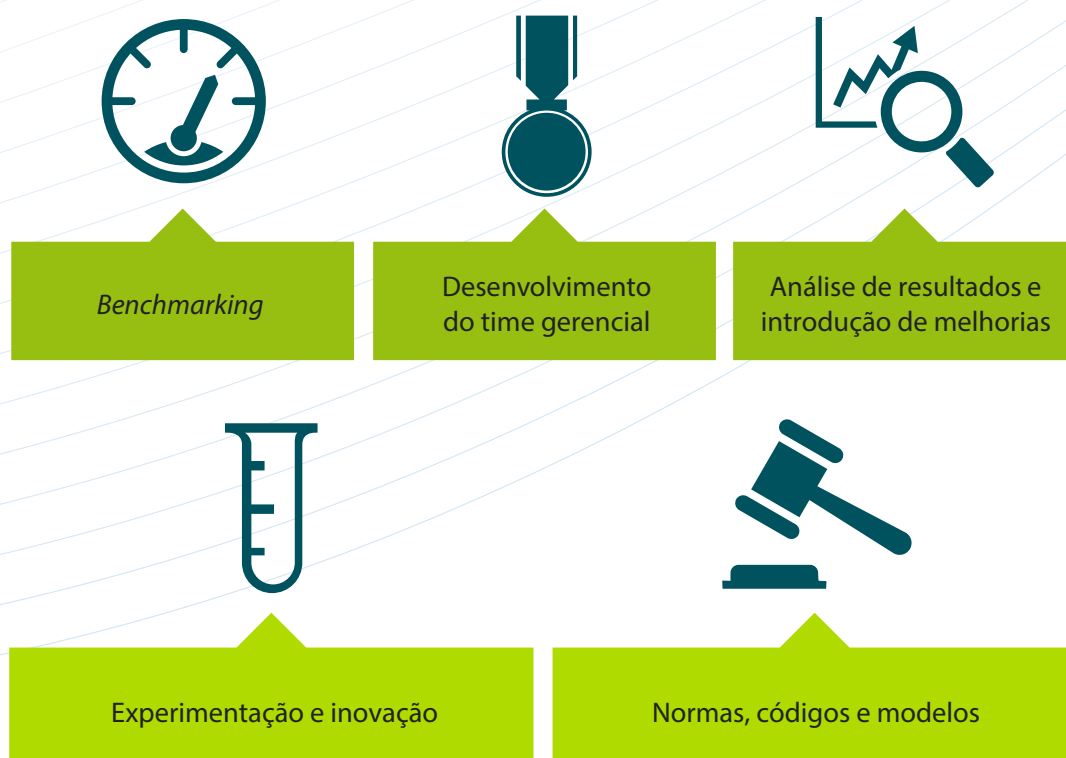 Benchmarking
Desenvolvimento
do time gerencial
Análise de resultados e
introdução de melhorias
Experimentação e inovação
Normas, códigos e modelos